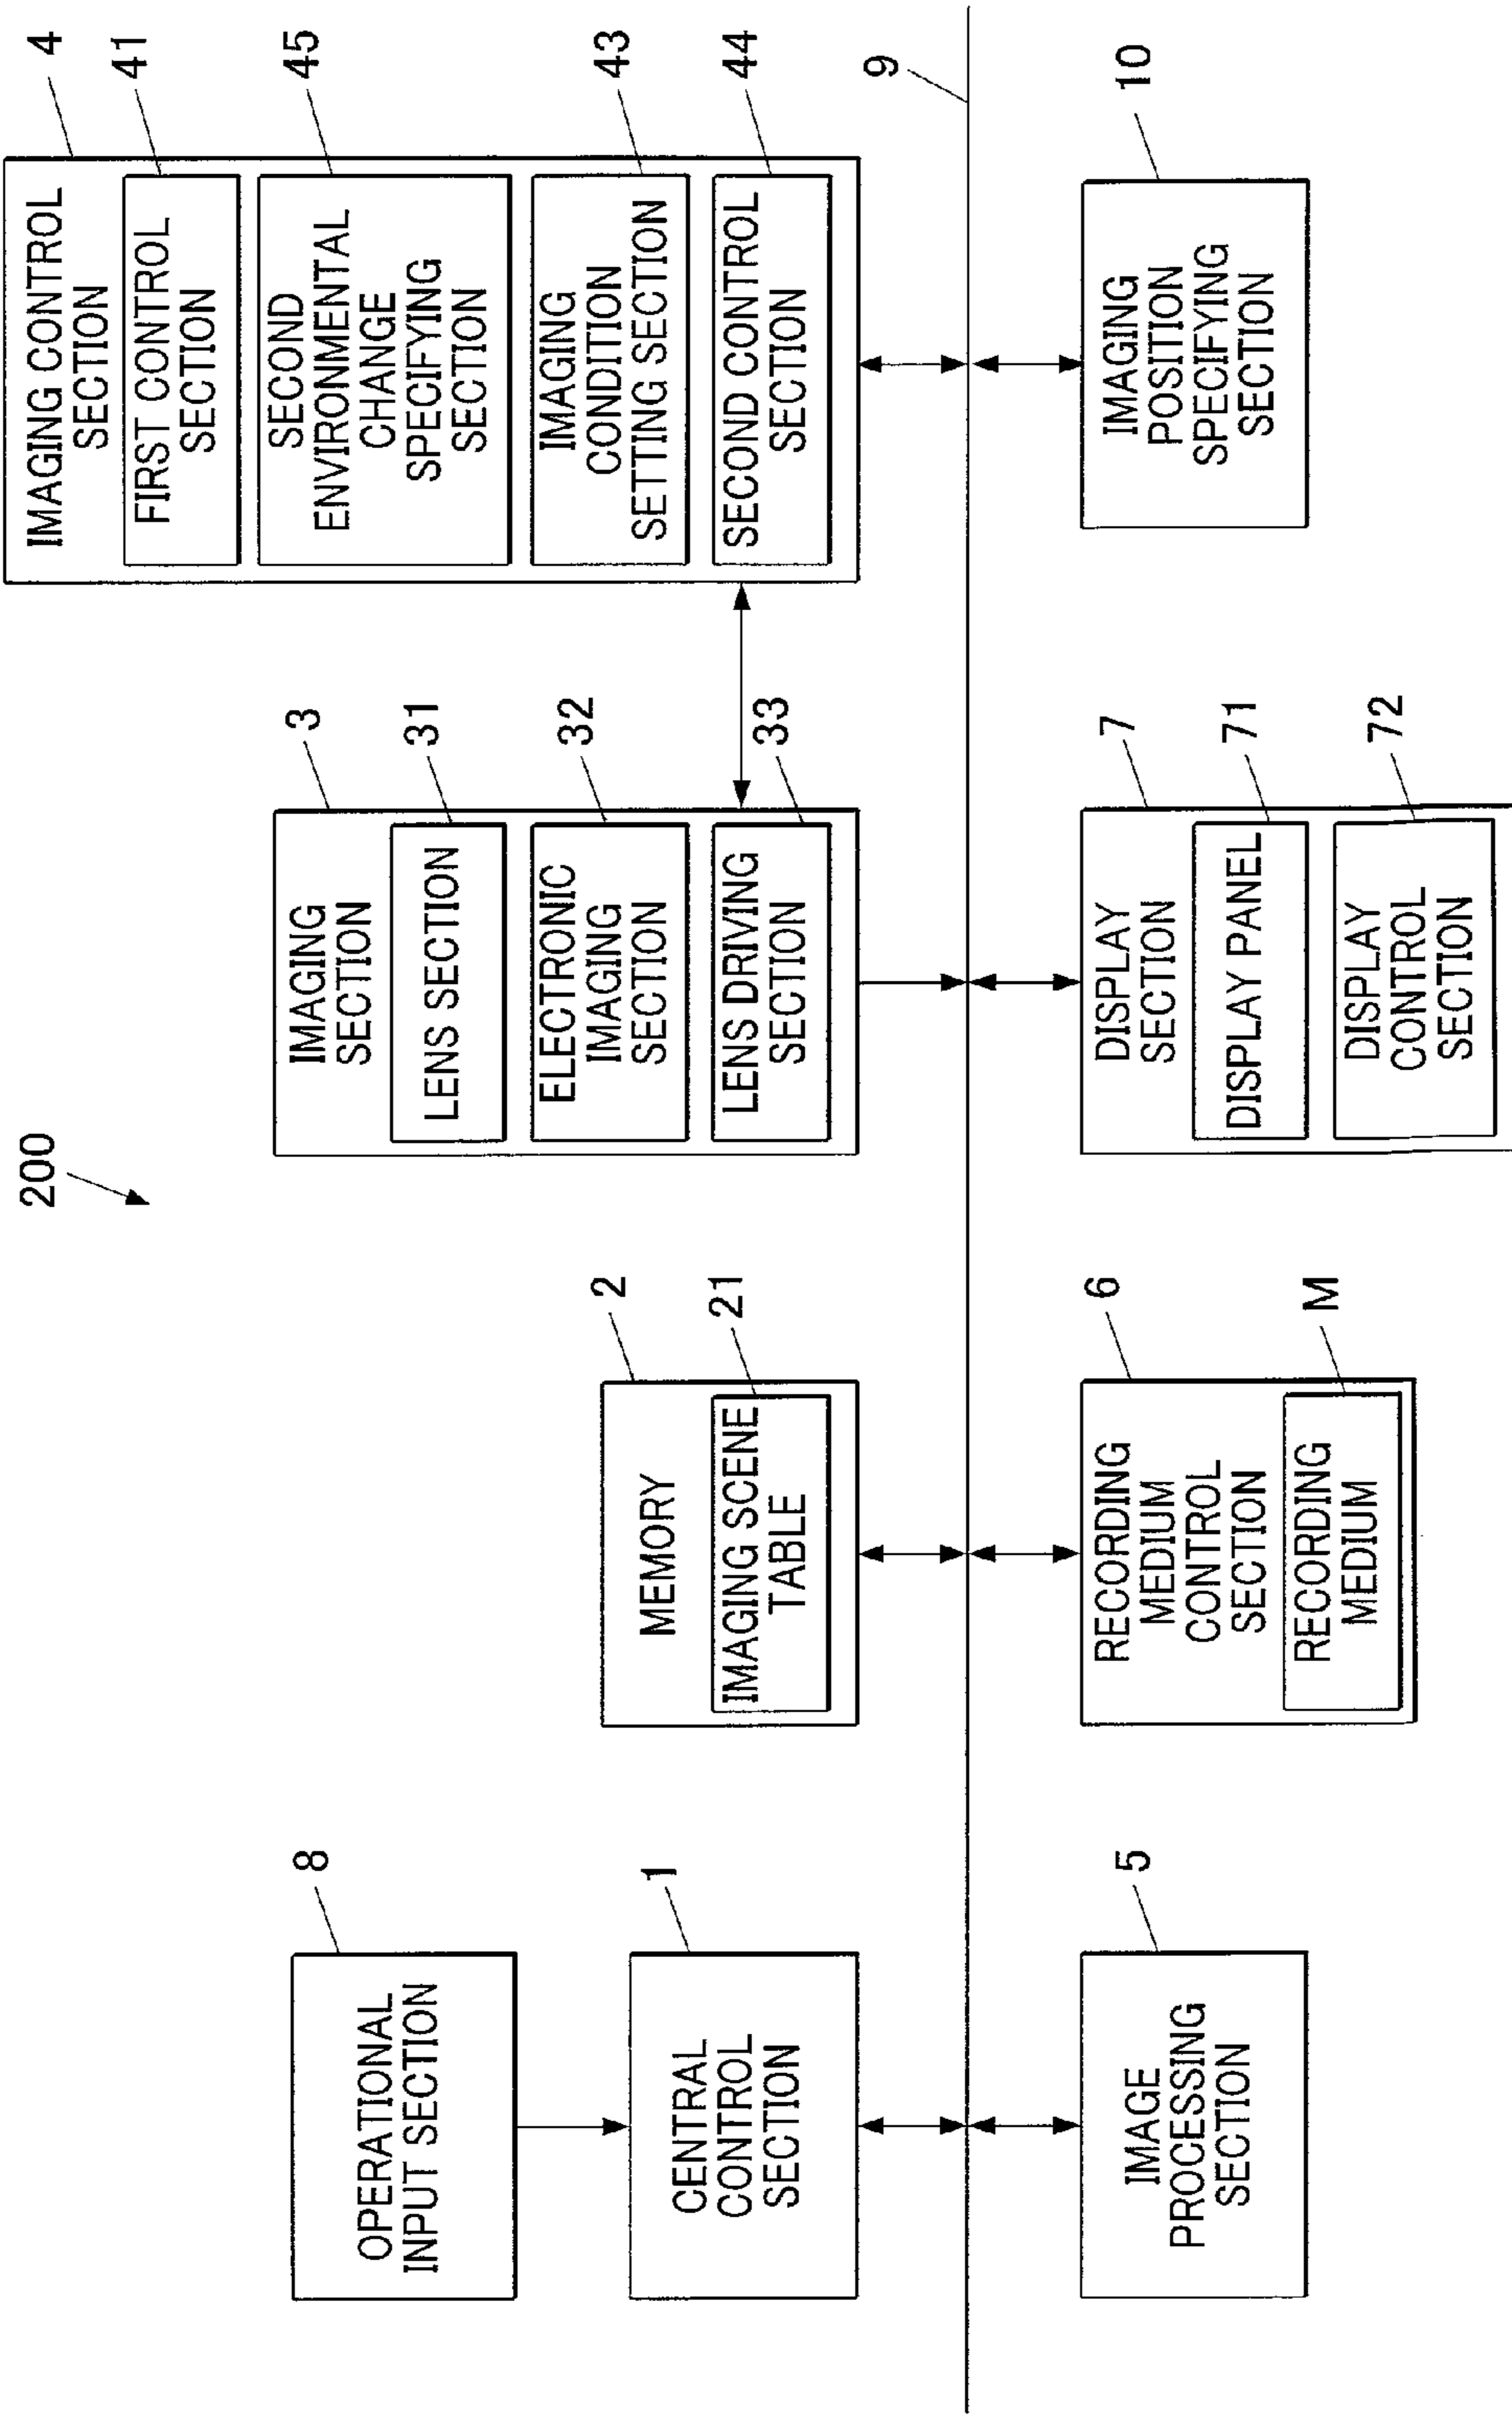 200
8
OPERATIONAL
INPUT SECTION
1
CENTRAL
CONTROL
SECTION
2
MEMORY
21
IMAGING SCENE
TABLE
3
IMAGING
SECTION
31
LENS SECTION
32
ELECTRONIC
IMAGING
SECTION
33
LENS DRIVING
SECTION
4
IMAGING CONTROL
SECTION
41
FIRST CONTROL
SECTION
45
SECOND
ENVIRONMENTAL
CHANGE
SPECIFYING
SECTION
43
IMAGING
CONDITION
SETTING SECTION
44
SECOND CONTROL
SECTION
9
5
IMAGE
PROCESSING
SECTION
6
RECORDING
MEDIUM
CONTROL
SECTION
M
RECORDING
MEDIUM
7
DISPLAY
SECTION
71
DISPLAY PANEL
72
DISPLAY
CONTROL
SECTION
10
IMAGING
POSITION
SPECIFYING
SECTION